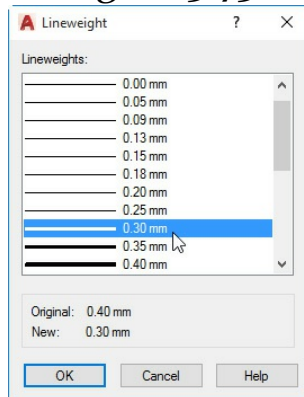 Lineweight ? ×
Lineweights:
0.00 mm
0.05 mm
0.09 mm
0.13 mm
0.15 mm
0.18 mm
0.20 mm
0.25 mm
0.30 mm
0.35 mm
0.40 mm
Original: 0.40 mm
New: 0.30 mm
OK Cancel Help